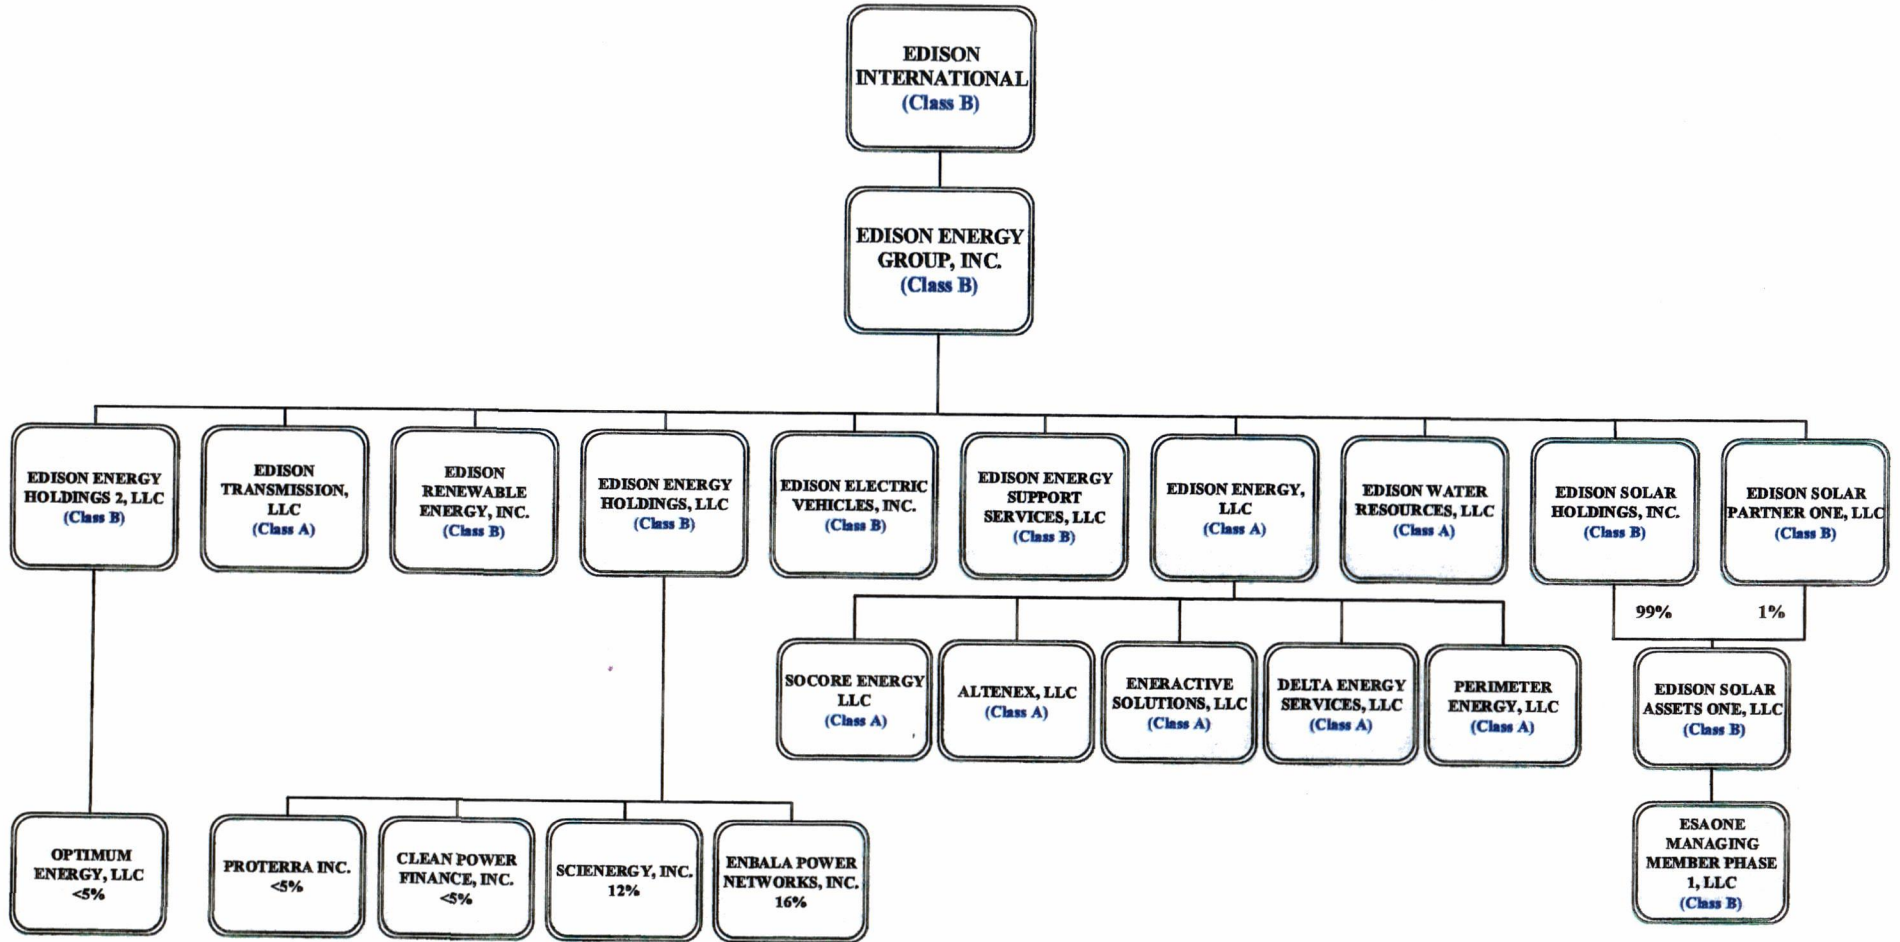 EDISON
INTERNATIONAL
(Class B)
EDISON ENERGY
GROUP, INC.
(Class B)
EDISON ENERGY
HOLDINGS 2, LLC
(Class B)
EDISON
TRANSMISSION,
LLC
(Class A)
EDISON
RENEWABLE
ENERGY, INC.
(Class B)
EDISON ENERGY
HOLDINGS, LLC
(Class B)
EDISON ELECTRIC
VEHICLES, INC.
(Class B)
EDISON ENERGY
SUPPORT
SERVICES, LLC
(Class B)
EDISON ENERGY,
LLC
(Class A)
EDISON WATER
RESOURCES, LLC
(Class A)
EDISON SOLAR
HOLDINGS, INC.
(Class B)
EDISON SOLAR
PARTNER ONE, LLC
(Class B)
99%
1%
SOCORE ENERGY
LLC
(Class A)
ALTENEX, LLC
(Class A)
ENERACTIVE
SOLUTIONS, LLC
(Class A)
DELTA ENERGY
SERVICES, LLC
(Class A)
PERIMETER
ENERGY, LLC
(Class A)
EDISON SOLAR
ASSETS ONE, LLC
(Class B)
OPTIMUM
ENERGY, LLC
<5%
PROTERRA INC.
<5%
CLEAN POWER
FINANCE, INC.
<5%
SCIENERGY, INC.
12%
ENBALA POWER
NETWORKS, INC.
16%
ESAONE
MANAGING
MEMBER PHASE
1, LLC
(Class B)